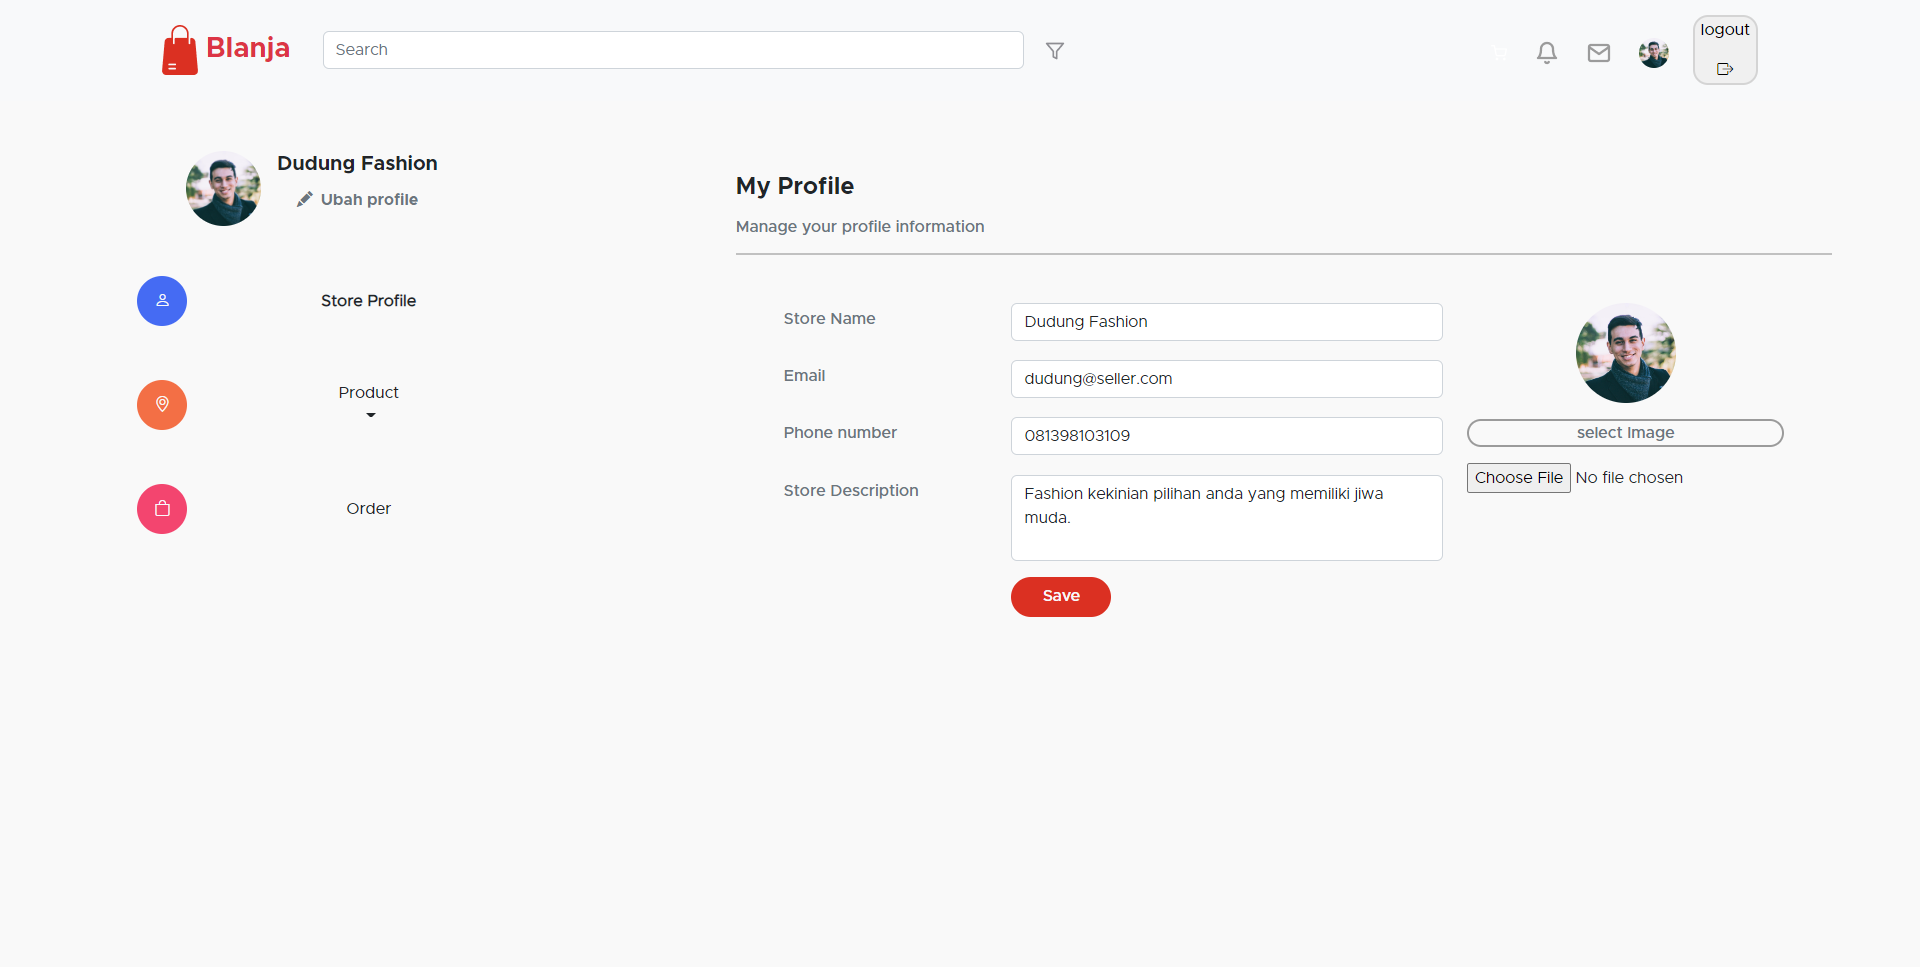 Blanja
Search
logout
Dudung Fashion
Ubah profile
Store Profile
Product
Order
My Profile
Manage your profile information
Store Name
Dudung Fashion
Email
dudung@seller.com
Phone number
081398103109
Store Description
Fashion kekinian pilihan anda yang memiliki jiwa
muda.
Save
select Image
Choose File No file chosen